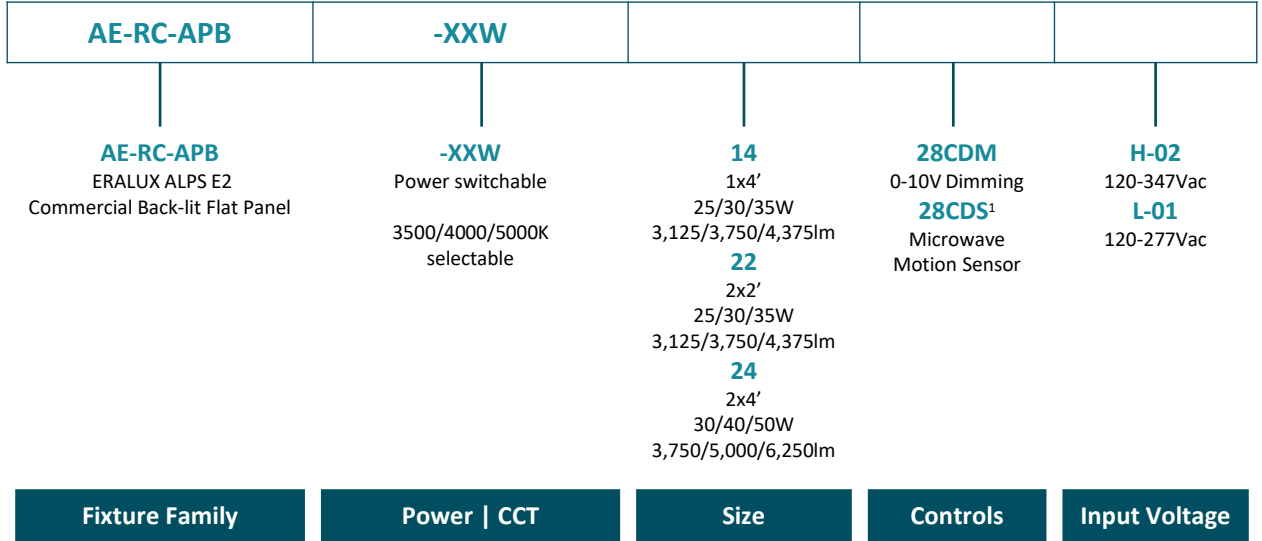 AE-RC-APB
-XXW
AE-RC-APB
ERALUX ALPS E2
Commercial Back-lit Flat Panel
-XXW
Power switchable
3500/4000/5000K
selectable
14
1x4’
25/30/35W
3,125/3,750/4,375lm
22
2x2’
25/30/35W
3,125/3,750/4,375lm
24
2x4’
30/40/50W
3,750/5,000/6,250lm
28CDM
0-10V Dimming
28CDS¹
Microwave
Motion Sensor
H-02
120-347Vac
L-01
120-277Vac
Fixture Family
Power | CCT
Size
Controls
Input Voltage